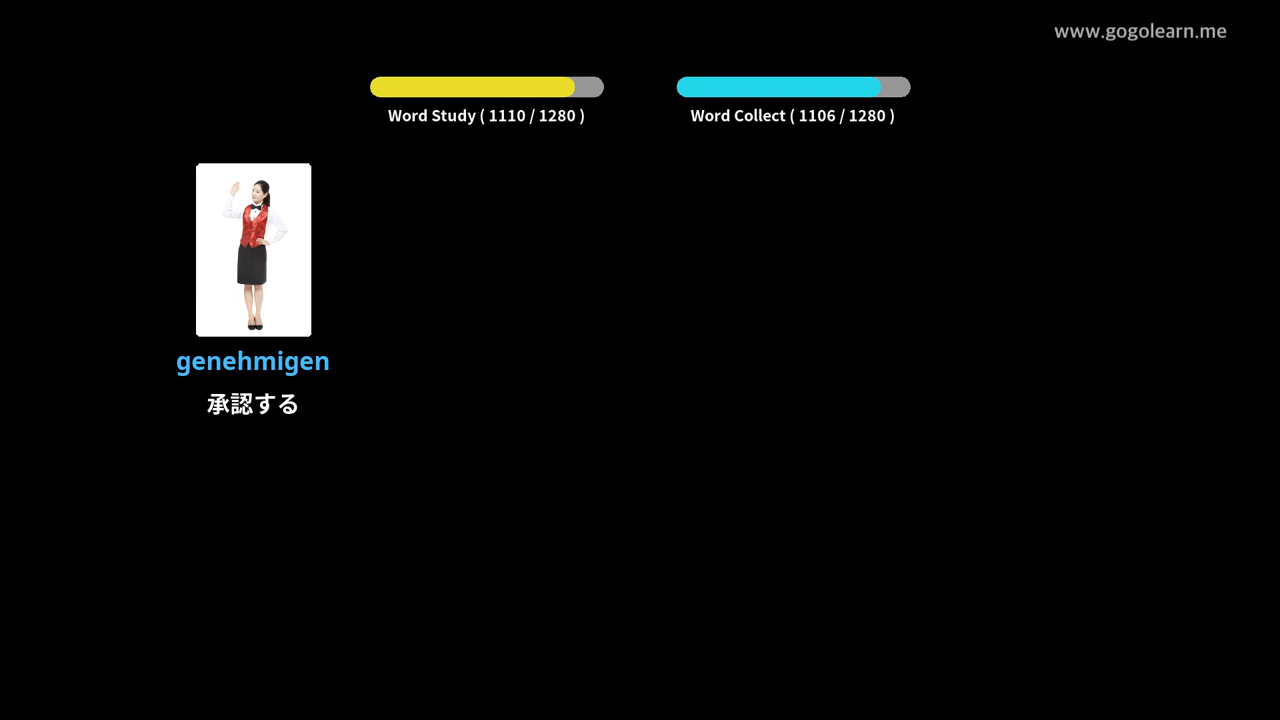 www.gogolearn.me
Word Study ( 1110 / 1280 )
Word Collect ( 1106 / 1280 )
genehmigen
承認する